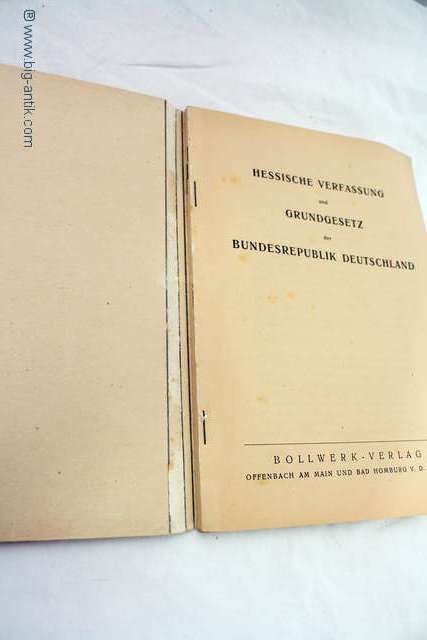 ® www.big-antik.com
HESSISCHE VERFASSUNG
und
GRUNDGESETZ
der
BUNDESREPUBLIK DEUTSCHLAND
BOLLWERK-VERLAG
OFFENBACH AM MAIN UND BAD HOMBURG V. D.